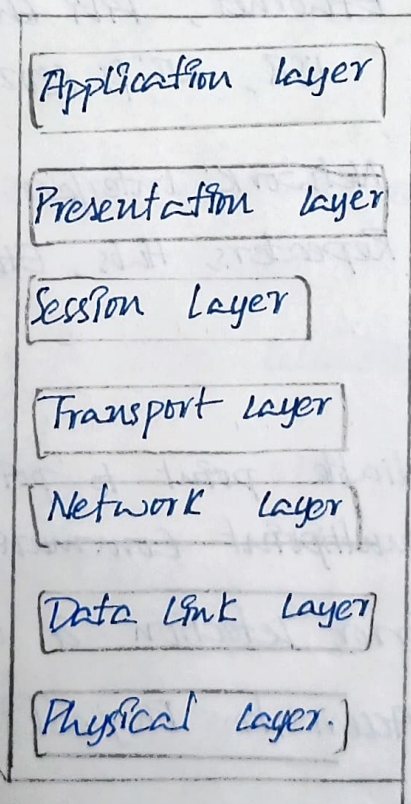 Application Layer
Presentation Layer
Session Layer
Transport Layer
Network Layer
Data Link Layer
Physical Layer.